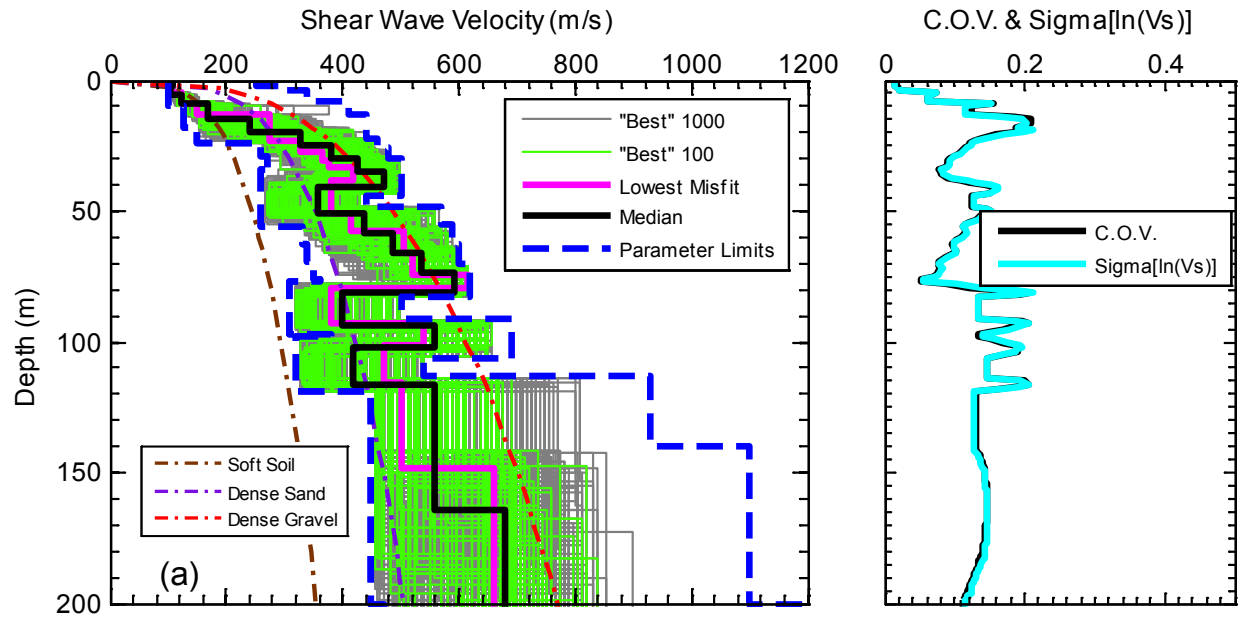 Shear Wave Velocity (m/s)
0 200 400 600 800 1000 1200
Depth (m)
0
50
100
150
200
"Best" 1000
"Best" 100
Lowest Misfit
Median
Parameter Limits
Soft Soil
Dense Sand
Dense Gravel
(a)
C.O.V. & Sigma[ln(Vs)]
0 0.2 0.4
C.O.V.
Sigma[ln(Vs)]